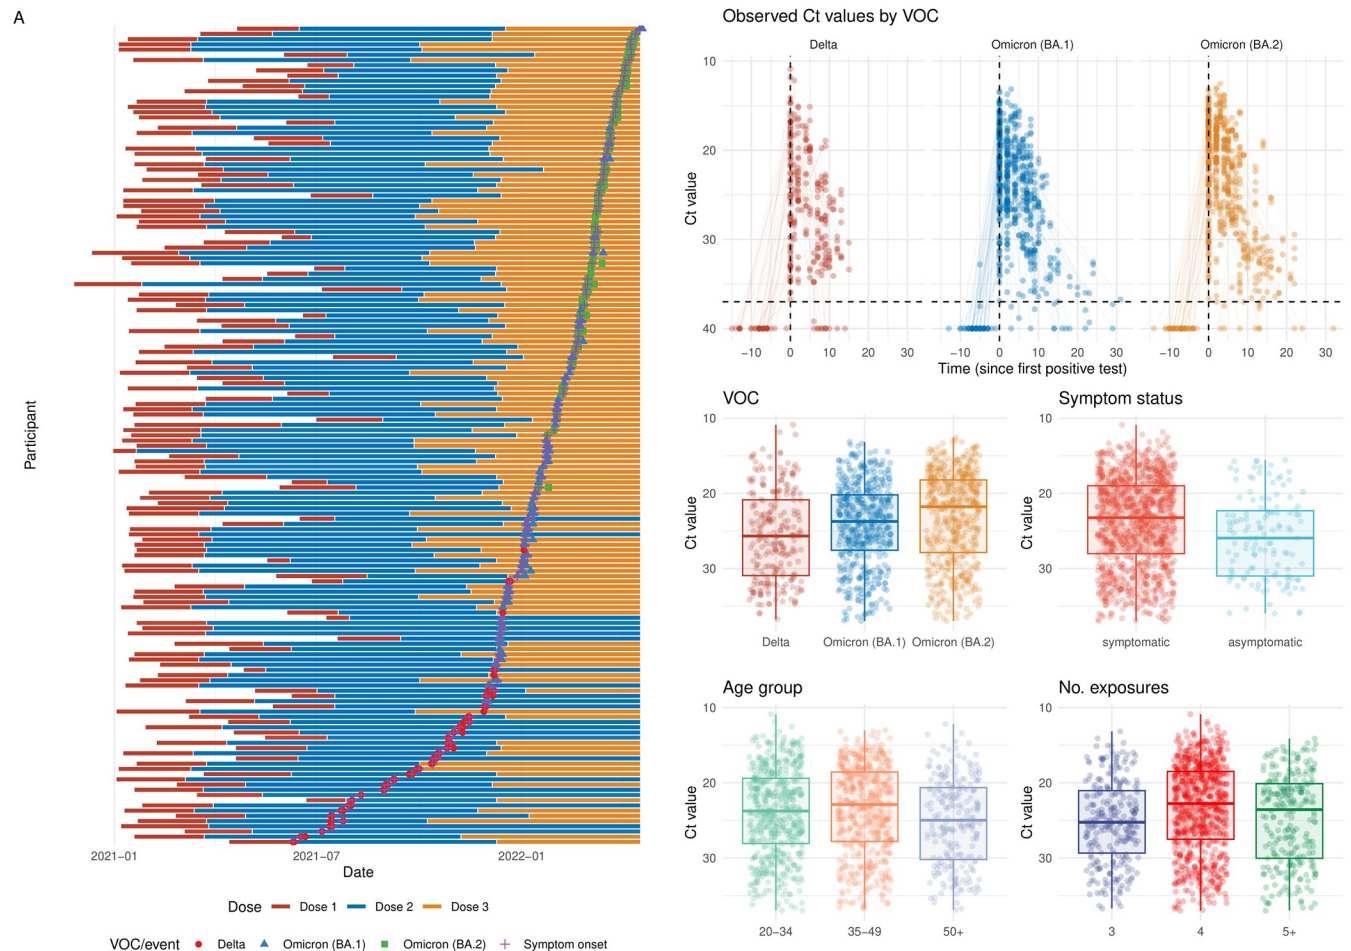 A
Participant
2021–01
2021–07
2022–01
Date
Dose
Dose 1
Dose 2
Dose 3
VOC/event
Delta
Omicron (BA.1)
Omicron (BA.2)
Symptom onset
Observed Ct values by VOC
Delta
Omicron (BA.1)
Omicron (BA.2)
Ct value
10
20
30
40
−10 0 10 20 30
−10 0 10 20 30
−10 0 10 20 30
Time (since first positive test)
VOC
Ct value
10
20
30
Delta
Omicron (BA.1)
Omicron (BA.2)
Symptom status
Ct value
10
20
30
symptomatic
asymptomatic
Age group
Ct value
10
20
30
20–34
35–49
50+
No. exposures
Ct value
10
20
30
3
4
5+